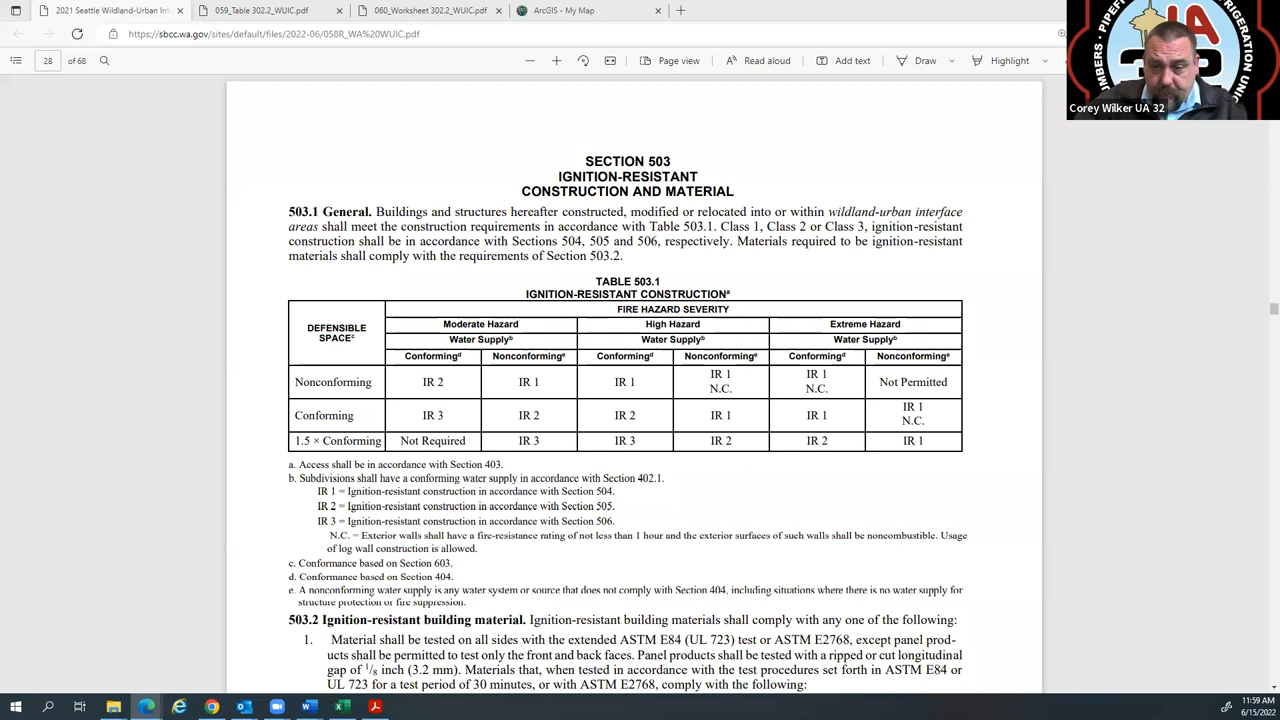 2021 Seattle Wildland-Urban Int
059_Table 302.2_WUIC.pdf
060_Worksheet 302.2_WUIC.pdf
ArcGIS - My Map
https://sbcc.wa.gov/sites/default/files/2022-06/058R_WA%20WUIC.pdf
28 of 68
Page view
Read aloud
Add text
Draw
Highlight
UMBERS · PIPEFI
RIGERATION UNIO
UA
Corey Wilker UA 32
SECTION 503
IGNITION-RESISTANT
CONSTRUCTION AND MATERIAL
503.1 General. Buildings and structures hereafter constructed, modified or relocated into or within wildland-urban interface
areas shall meet the construction requirements in accordance with Table 503.1. Class 1, Class 2 or Class 3, ignition-resistant
construction shall be in accordance with Sections 504, 505 and 506, respectively. Materials required to be ignition-resistant
materials shall comply with the requirements of Section 503.2.
TABLE 503.1
IGNITION-RESISTANT CONSTRUCTIONa
DEFENSIBLE
SPACEc
FIRE HAZARD SEVERITY
Moderate Hazard High Hazard Extreme Hazard
Water Supplyb Water Supplyb Water Supplyb
Conformingd Nonconforminge Conformingd Nonconforminge Conformingd Nonconforminge
Nonconforming IR 2 IR 1 IR 1 IR 1 N.C. IR 1 N.C. Not Permitted
Conforming IR 3 IR 2 IR 2 IR 1 IR 1 IR 1 N.C.
1.5 × Conforming Not Required IR 3 IR 3 IR 2 IR 2 IR 1
a. Access shall be in accordance with Section 403.
b. Subdivisions shall have a conforming water supply in accordance with Section 402.1.
IR 1 = Ignition-resistant construction in accordance with Section 504.
IR 2 = Ignition-resistant construction in accordance with Section 505.
IR 3 = Ignition-resistant construction in accordance with Section 506.
N.C. = Exterior walls shall have a fire-resistance rating of not less than 1 hour and the exterior surfaces of such walls shall be noncombustible. Usage
of log wall construction is allowed.
c. Conformance based on Section 603.
d. Conformance based on Section 404.
e. A nonconforming water supply is any water system or source that does not comply with Section 404, including situations where there is no water supply for
structure protection or fire suppression.
503.2 Ignition-resistant building material. Ignition-resistant building materials shall comply with any one of the following:
1. Material shall be tested on all sides with the extended ASTM E84 (UL 723) test or ASTM E2768, except panel prod-
ucts shall be permitted to test only the front and back faces. Panel products shall be tested with a ripped or cut longitudinal
gap of 1/8 inch (3.2 mm). Materials that, when tested in accordance with the test procedures set forth in ASTM E84 or
UL 723 for a test period of 30 minutes, or with ASTM E2768, comply with the following:
11:59 AM
6/15/2022